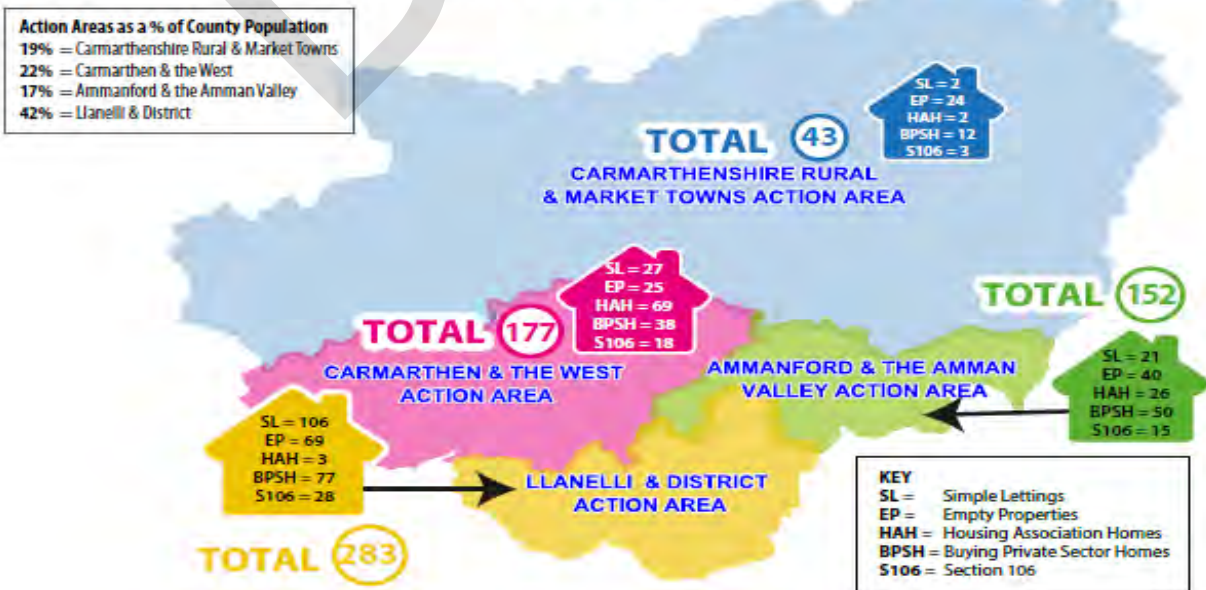 Action Areas as a % of County Population
19% = Carmarthenshire Rural & Market Towns
22% = Carmarthen & the West
17% = Ammanford & the Amman Valley
42% = Llanelli & District
SL = 2
EP = 24
HAH = 2
BPSH = 12
S106 = 3
TOTAL 43
CARMARTHENSHIRE RURAL
& MARKET TOWNS ACTION AREA
SL = 27
EP = 25
HAH = 69
BPSH = 38
S106 = 18
TOTAL 177
CARMARTHEN & THE WEST
ACTION AREA
TOTAL 152
SL = 21
EP = 40
HAH = 26
BPSH = 50
S106 = 15
AMMANFORD & THE AMMAN
VALLEY ACTION AREA
SL = 106
EP = 69
HAH = 3
BPSH = 77
S106 = 28
LLANELLI & DISTRICT
ACTION AREA
TOTAL 283
KEY
SL = Simple Lettings
EP = Empty Properties
HAH = Housing Association Homes
BPSH = Buying Private Sector Homes
S106 = Section 106